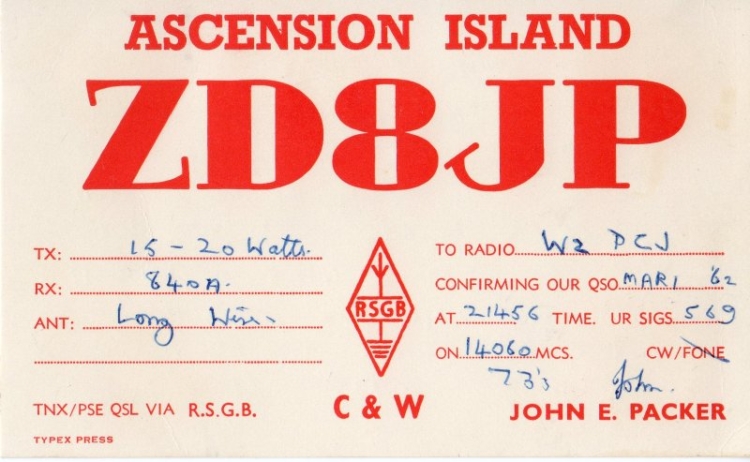 ASCENSION ISLAND
ZD8JP
TX: 15 - 20 Watts.
RX: 840A.
ANT: Long Wire.
RSGB
TO RADIO W2 PCJ
CONFIRMING OUR QSO MAR 1 '62
AT 21456 TIME. UR SIGS 569
ON 14060 MCS. CW/FONE
73's John.
TNX/PSE QSL VIA R.S.G.B.
C & W
JOHN E. PACKER
TYPEX PRESS